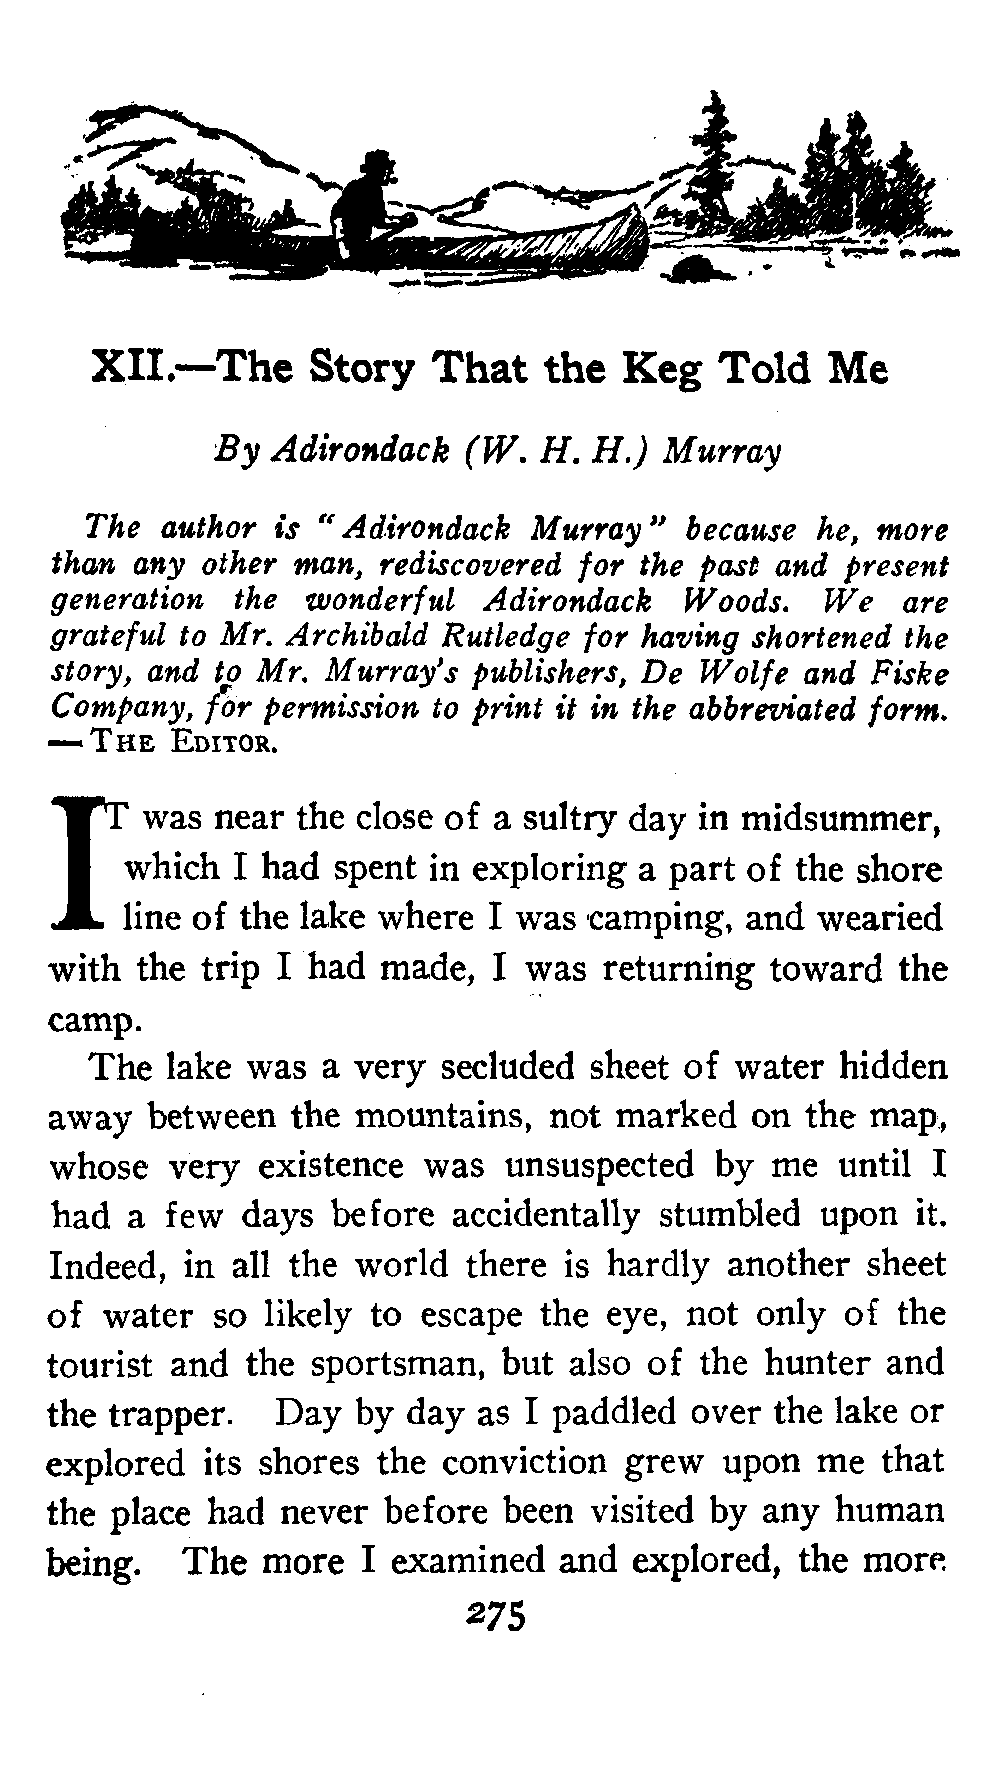 XII.—The Story That the Keg Told Me
By Adirondack (W. H. H.) Murray
The author is “Adirondack Murray” because he, more
than any other man, rediscovered for the past and present
generation the wonderful Adirondack Woods. We are
grateful to Mr. Archibald Rutledge for having shortened the
story, and to Mr. Murray's publishers, De Wolfe and Fiske
Company, for permission to print it in the abbreviated form.
—THE EDITOR.
IT was near the close of a sultry day in midsummer,
which I had spent in exploring a part of the shore
line of the lake where I was camping, and wearied
with the trip I had made, I was returning toward the
camp.
The lake was a very secluded sheet of water hidden
away between the mountains, not marked on the map,
whose very existence was unsuspected by me until I
had a few days before accidentally stumbled upon it.
Indeed, in all the world there is hardly another sheet
of water so likely to escape the eye, not only of the
tourist and the sportsman, but also of the hunter and
the trapper. Day by day as I paddled over the lake or
explored its shores the conviction grew upon me that
the place had never before been visited by any human
being. The more I examined and explored, the more
275